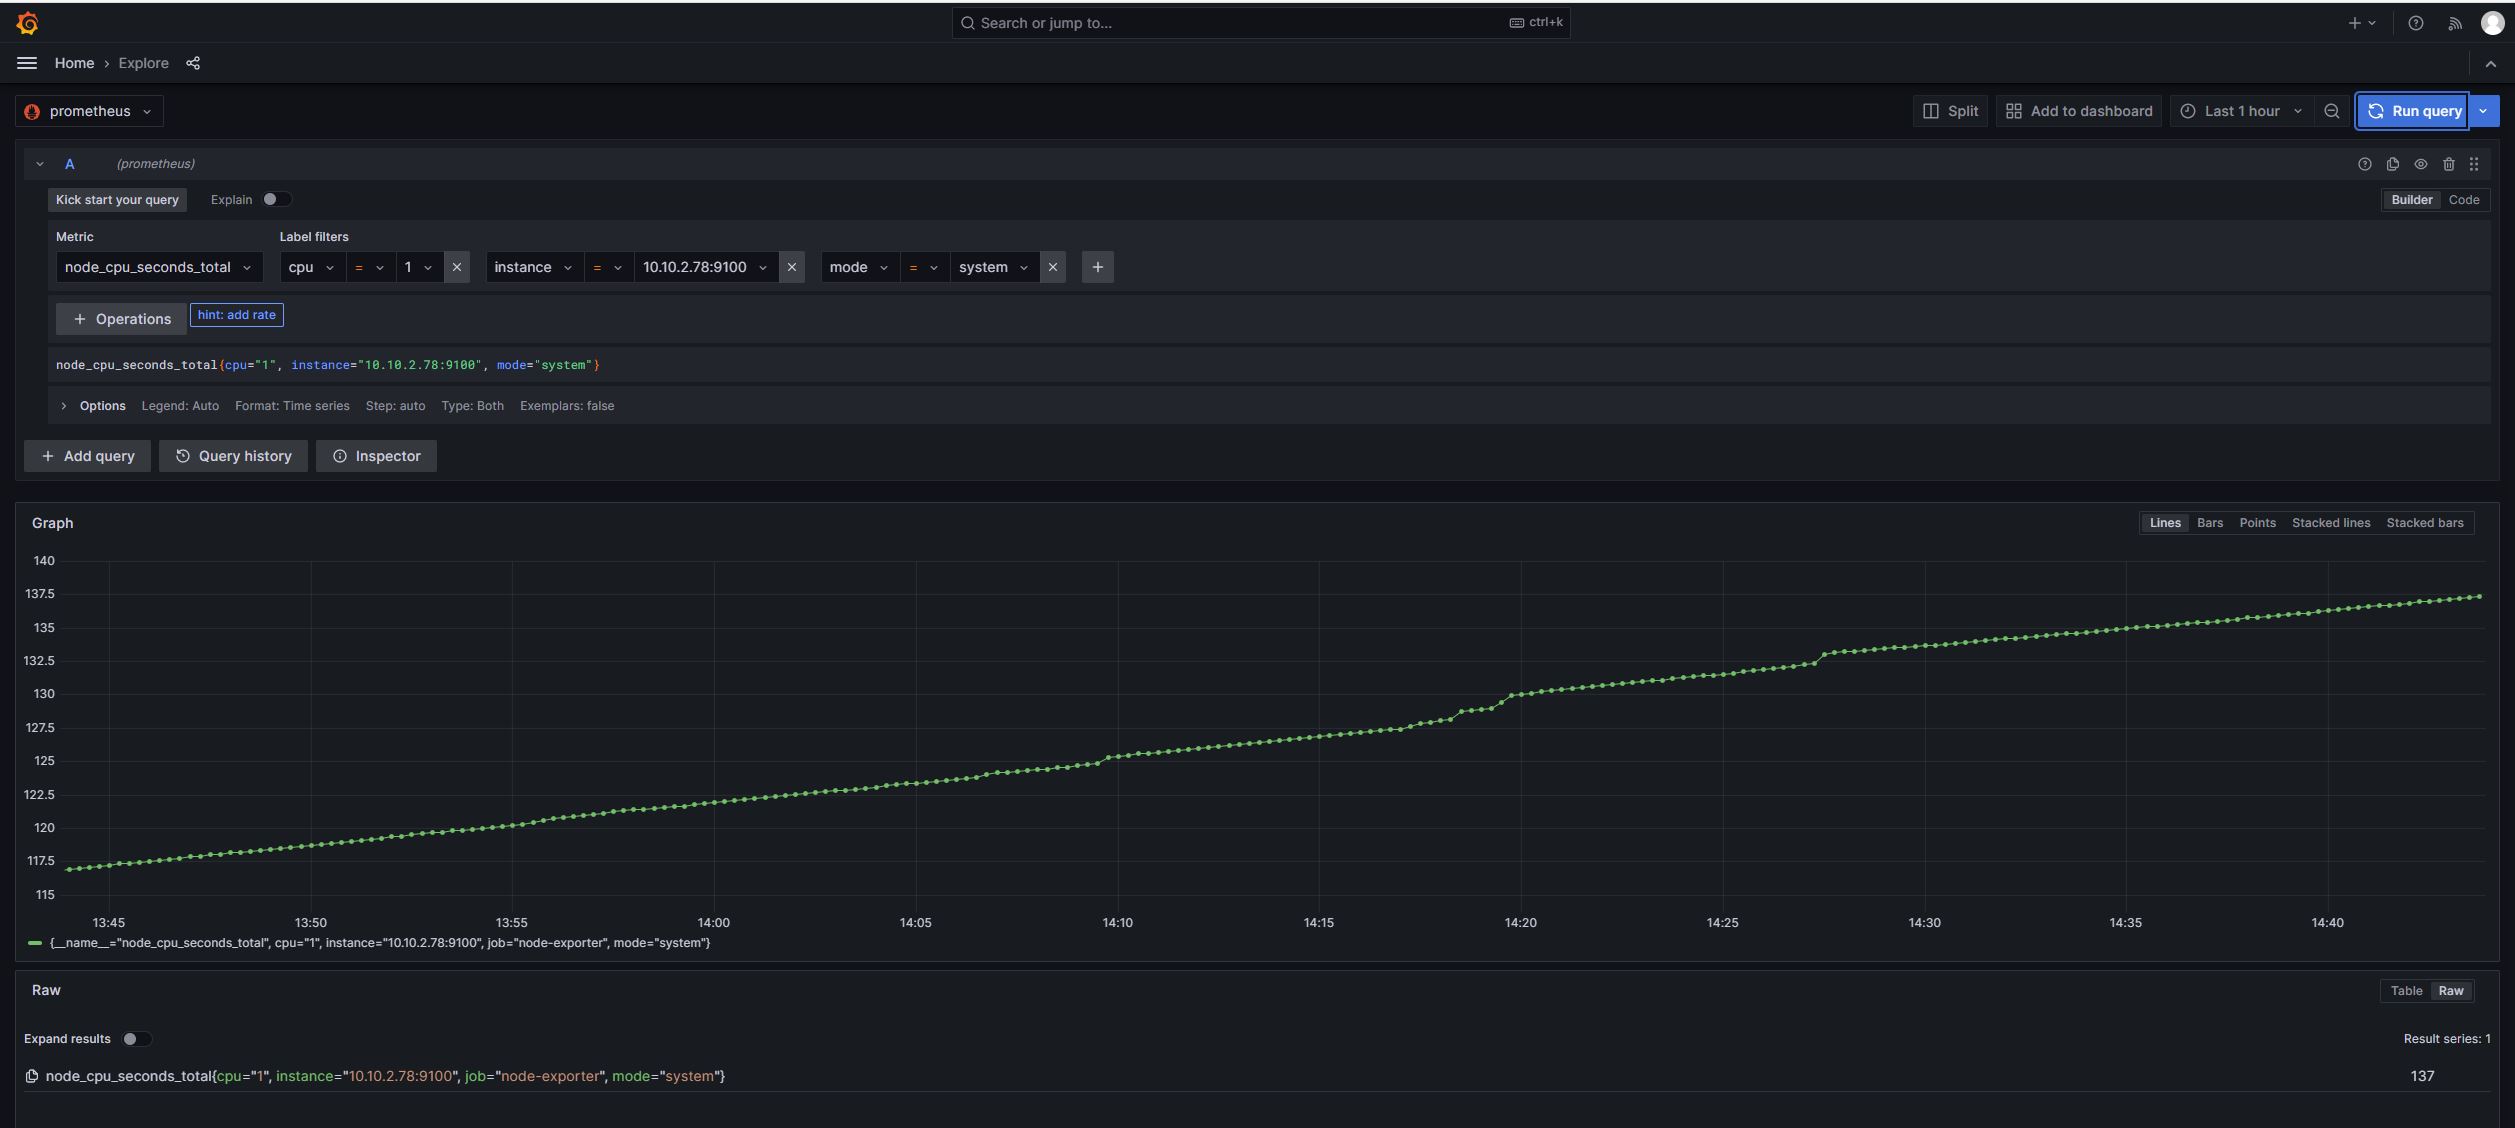 Search or jump to... ctrl+k
Home › Explore
prometheus Split Add to dashboard Last 1 hour Run query
A (prometheus)
Kick start your query Explain Builder Code
Metric Label filters
node_cpu_seconds_total cpu = 1 instance = 10.10.2.78:9100 mode = system
+ Operations hint: add rate
node_cpu_seconds_total{cpu="1", instance="10.10.2.78:9100", mode="system"}
Options Legend: Auto Format: Time series Step: auto Type: Both Exemplars: false
+ Add query Query history Inspector
Graph Lines Bars Points Stacked lines Stacked bars
140
137.5
135
132.5
130
127.5
125
122.5
120
117.5
115
13:45 13:50 13:55 14:00 14:05 14:10 14:15 14:20 14:25 14:30 14:35 14:40
{__name__="node_cpu_seconds_total", cpu="1", instance="10.10.2.78:9100", job="node-exporter", mode="system"}
Raw Table Raw
Expand results Result series: 1
node_cpu_seconds_total{cpu="1", instance="10.10.2.78:9100", job="node-exporter", mode="system"} 137